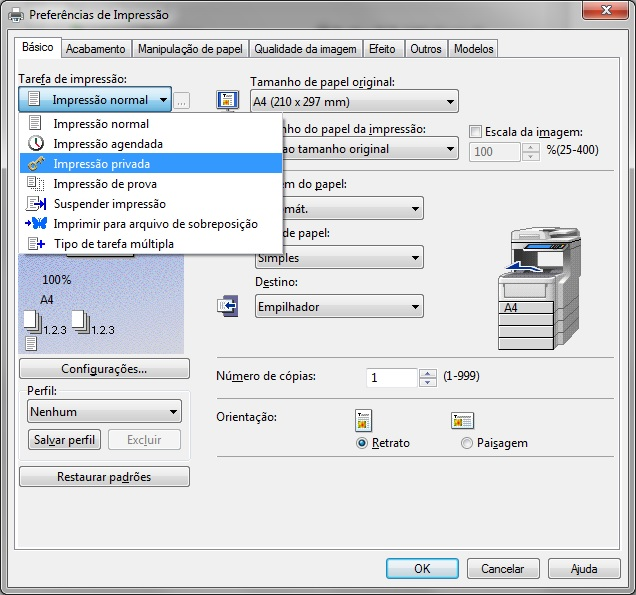 Preferências de Impressão
Básico
Acabamento
Manipulação de papel
Qualidade da imagem
Efeito
Outros
Modelos
Tarefa de impressão:
Impressão normal
...
Impressão normal
Impressão agendada
Impressão privada
Impressão de prova
Suspender impressão
Imprimir para arquivo de sobreposição
Tipo de tarefa múltipla
100%
A4
1.2.3
1.2.3
Configurações...
Perfil:
Nenhum
Salvar perfil
Excluir
Restaurar padrões
Tamanho de papel original:
A4 (210 x 297 mm)
nho do papel da impressão:
ao tamanho original
Escala da imagem:
100
%(25-400)
m do papel:
mát.
de papel:
Simples
Destino:
Empilhador
A4
Número de cópias:
1
(1-999)
Orientação:
Retrato
Paisagem
OK
Cancelar
Ajuda